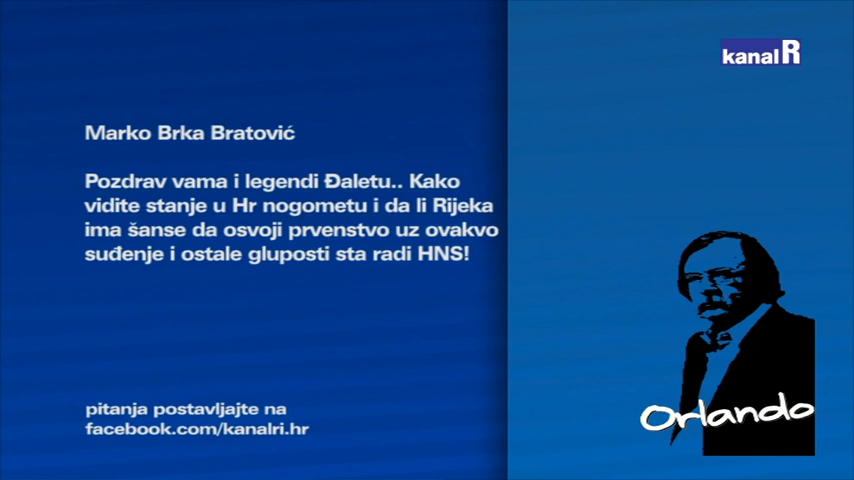 kanalR
Marko Brka Bratović
Pozdrav vama i legendi Đaletu.. Kako
vidite stanje u Hr nogometu i da li Rijeka
ima šanse da osvoji prvenstvo uz ovakvo
suđenje i ostale gluposti sta radi HNS!
pitanja postavljajte na
facebook.com/kanalri.hr
Orlando